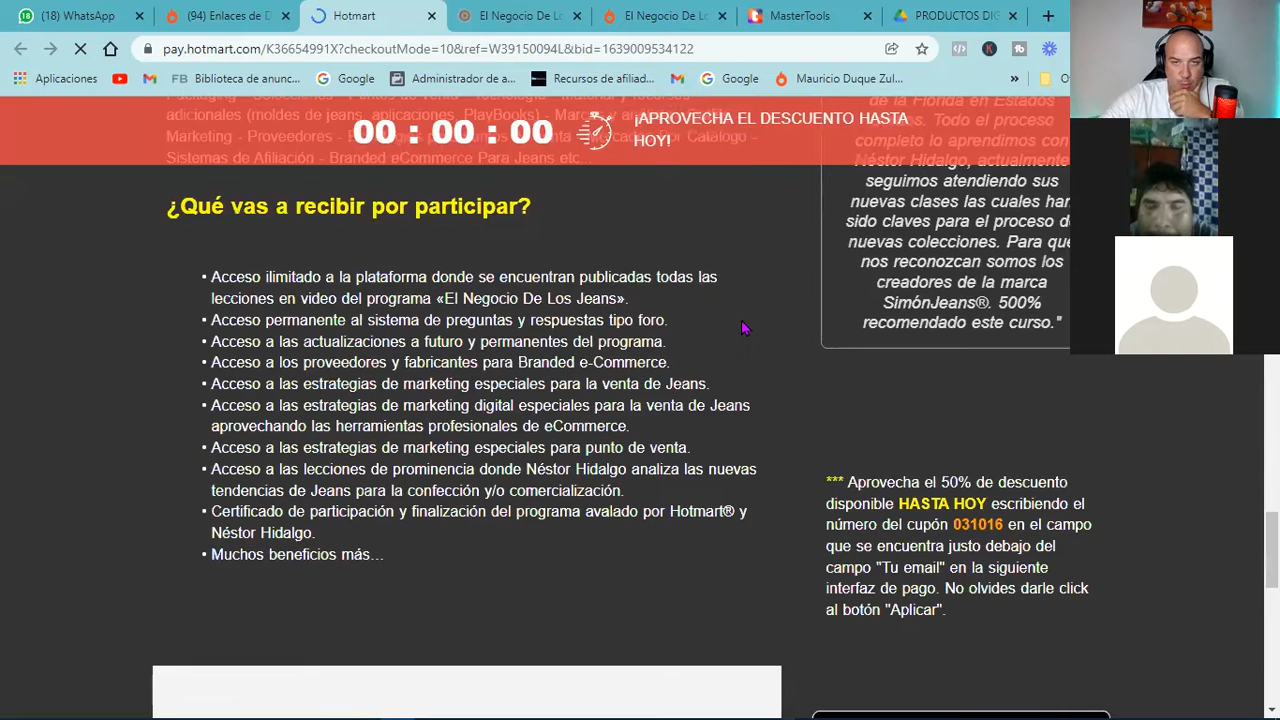 (18) WhatsApp
(94) Enlaces de D
Hotmart
El Negocio De Lo
El Negocio De Lo
MasterTools
PRODUCTOS DIG
pay.hotmart.com/K36654991X?checkoutMode=10&ref=W39150094L&bid=1639009534122
Aplicaciones
FB Biblioteca de anunc...
Google
Administrador de a...
Recursos de afiliad...
Google
Mauricio Duque Zul...
»
adicionales (moldes de jeans, aplicaciones, PlayBooks) -
Sistemas de Afiliación - Branded eCommerce Para Jeans etc...
00 : 00 : 00
¡APROVECHA EL DESCUENTO HASTA
HOY!
¿Qué vas a recibir por participar?
• Acceso ilimitado a la plataforma donde se encuentran publicadas todas las
lecciones en video del programa «El Negocio De Los Jeans».
• Acceso permanente al sistema de preguntas y respuestas tipo foro.
• Acceso a las actualizaciones a futuro y permanentes del programa.
• Acceso a los proveedores y fabricantes para Branded e-Commerce.
• Acceso a las estrategias de marketing especiales para la venta de Jeans.
• Acceso a las estrategias de marketing digital especiales para la venta de Jeans
aprovechando las herramientas profesionales de eCommerce.
• Acceso a las estrategias de marketing especiales para punto de venta.
• Acceso a las lecciones de prominencia donde Néstor Hidalgo analiza las nuevas
tendencias de Jeans para la confección y/o comercialización.
• Certificado de participación y finalización del programa avalado por Hotmart® y
Néstor Hidalgo.
• Muchos beneficios más...
de la Florida en Estados
Unidos. Todo el proceso
completo lo aprendimos con
Néstor Hidalgo, actualmente
seguimos atendiendo sus
nuevas clases las cuales han
sido claves para el proceso de
nuevas colecciones. Para que
nos reconozcan somos los
creadores de la marca
SimónJeans®. 500%
recomendado este curso."
*** Aprovecha el 50% de descuento
disponible HASTA HOY escribiendo el
número del cupón 031016 en el campo
que se encuentra justo debajo del
campo "Tu email" en la siguiente
interfaz de pago. No olvides darle click
al botón "Aplicar".